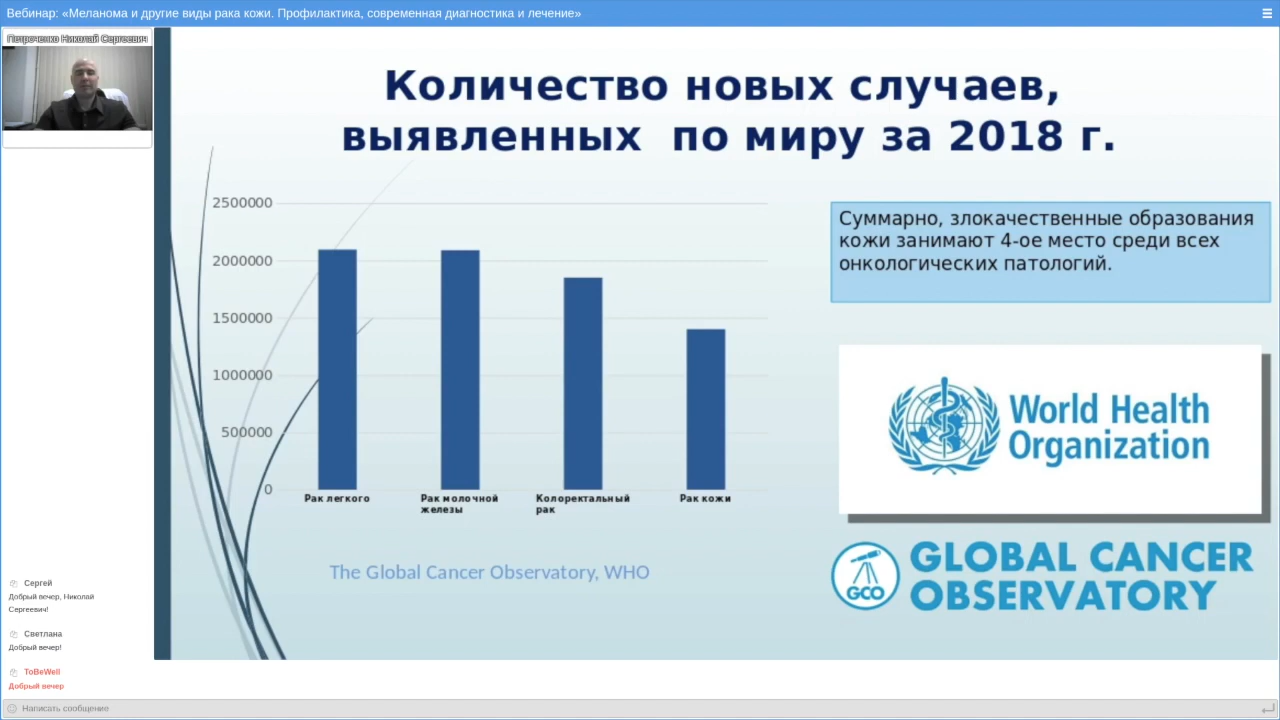 Вебинар: «Меланома и другие виды рака кожи. Профилактика, современная диагностика и лечение»
Петроченко Николай Сергеевич
Количество новых случаев,
выявленных по миру за 2018 г.
2500000
2000000
1500000
1000000
500000
0
Рак легкого
Рак молочной
железы
Колоректальный
рак
Рак кожи
The Global Cancer Observatory, WHO
Суммарно, злокачественные образования
кожи занимают 4-ое место среди всех
онкологических патологий.
World Health
Organization
GCO
GLOBAL CANCER
OBSERVATORY
Сергей
Добрый вечер, Николай
Сергеевич!
Светлана
Добрый вечер!
ToBeWell
Добрый вечер
Написать сообщение